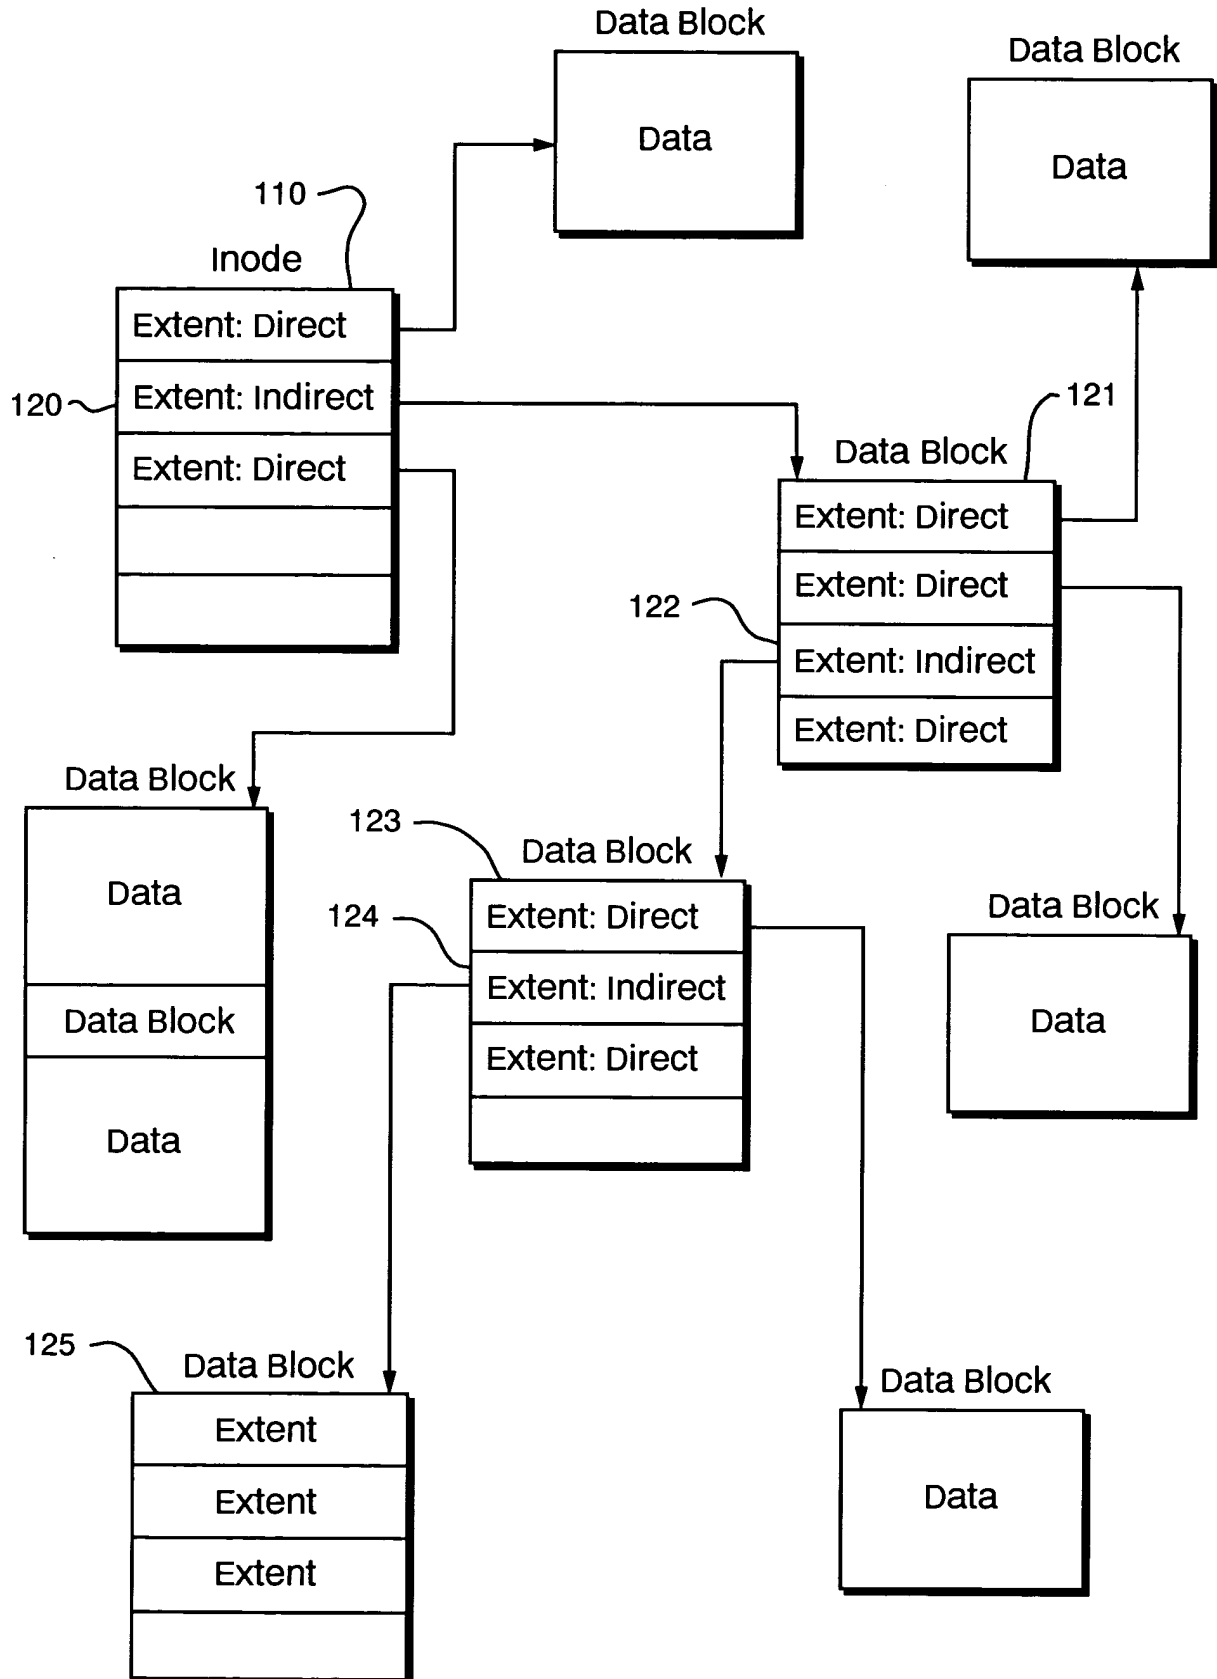 Data Block
Data
Data Block
Data
110
Inode
Extent: Direct
120
Extent: Indirect
Extent: Direct
121
Data Block
Extent: Direct
Extent: Direct
122
Extent: Indirect
Extent: Direct
Data Block
Data
Data Block
Data
123
Data Block
Extent: Direct
124
Extent: Indirect
Extent: Direct
Data Block
Data
125
Data Block
Extent
Extent
Extent
Data Block
Data